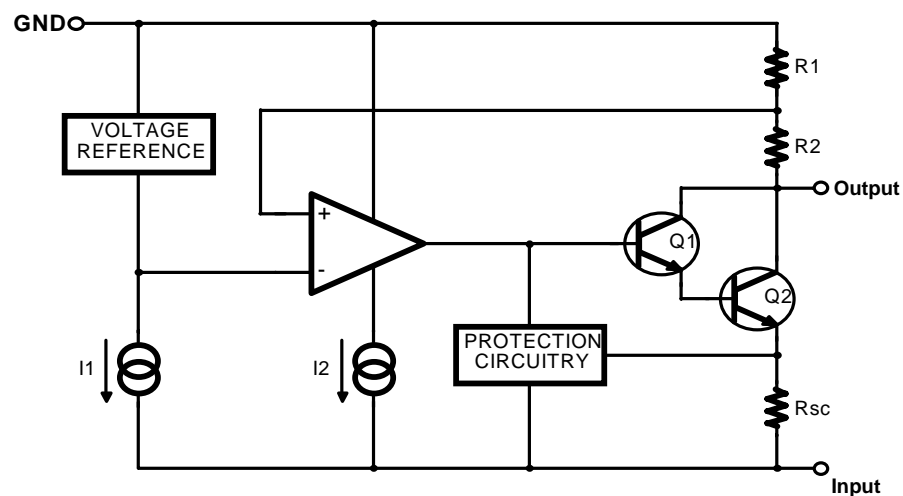 GND
R1
VOLTAGE
REFERENCE
R2
Output
+
Q1
-
Q2
PROTECTION
CIRCUITRY
I1
I2
Rsc
Input